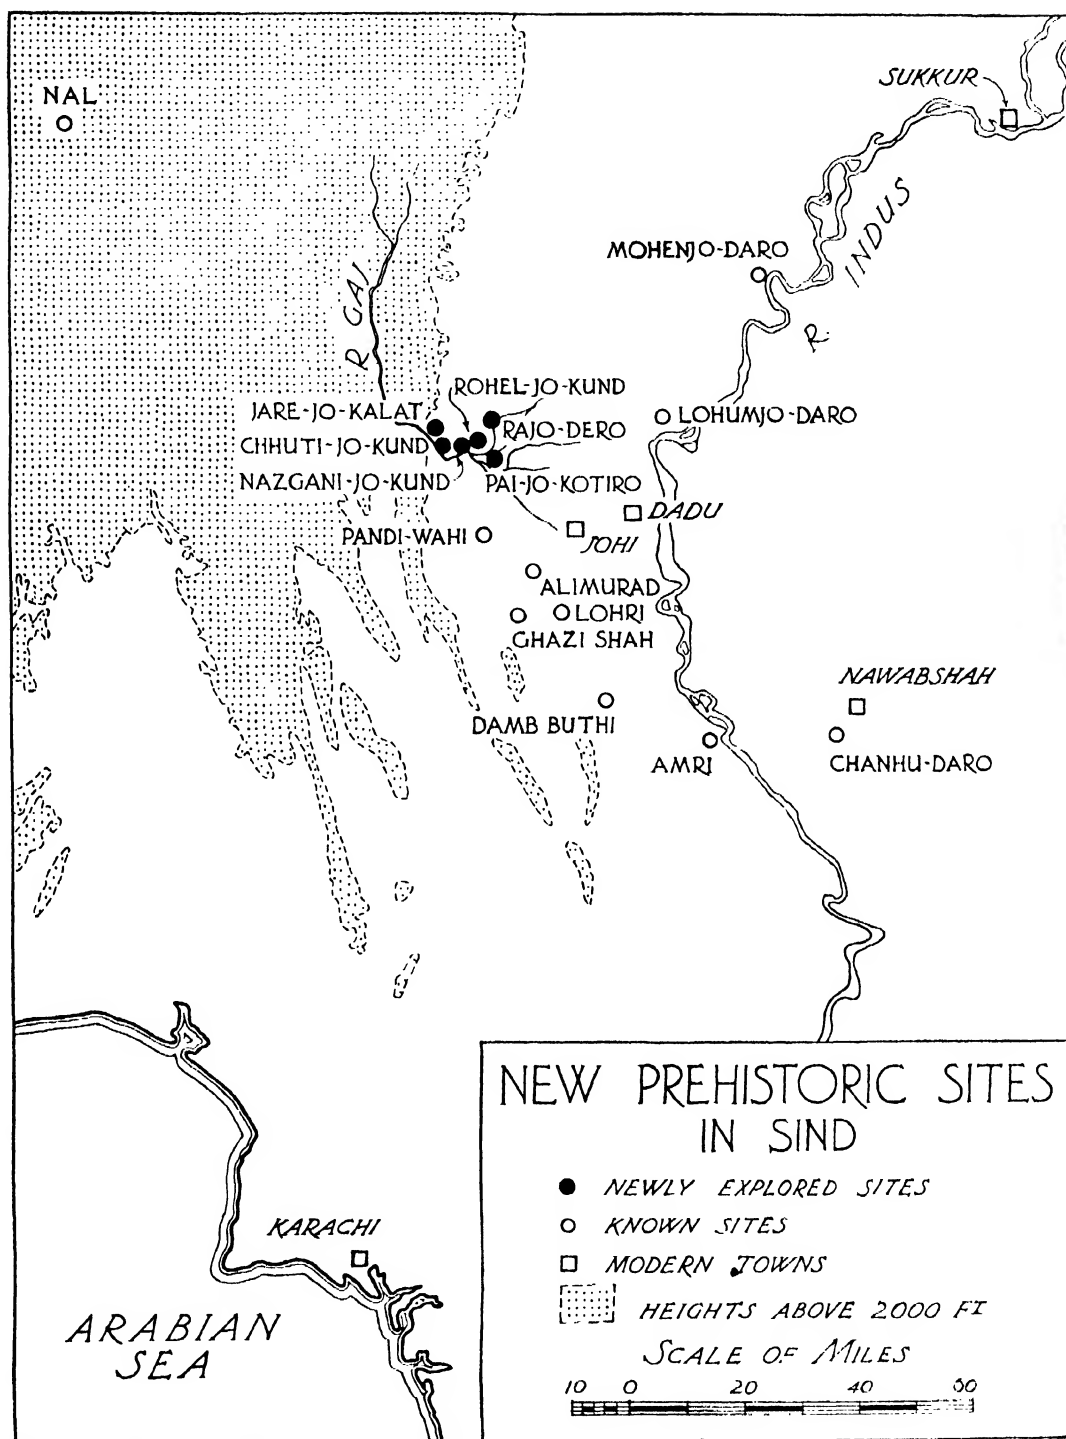 SUKKUR
NAL
R. INDUS
MOHENJO-DARO
R GAJ
ROHEL-JO-KUND
JARE-JO-KALAT
LOHUMJO-DARO
RAJO-DERO
CHHUTI-JO-KUND
NAZGANI-JO-KUND
PAI-JO-KOTIRO
DADU
PANDI-WAHI
JOHI
ALIMURAD
LOHRI
GHAZI SHAH
NAWABSHAH
DAMB BUTHI
AMRI
CHANHU-DARO
NEW PREHISTORIC SITES
IN SIND
NEWLY EXPLORED SITES
KNOWN SITES
MODERN TOWNS
HEIGHTS ABOVE 2000 FT
SCALE OF MILES
10 0 20 40 60
KARACHI
ARABIAN
SEA